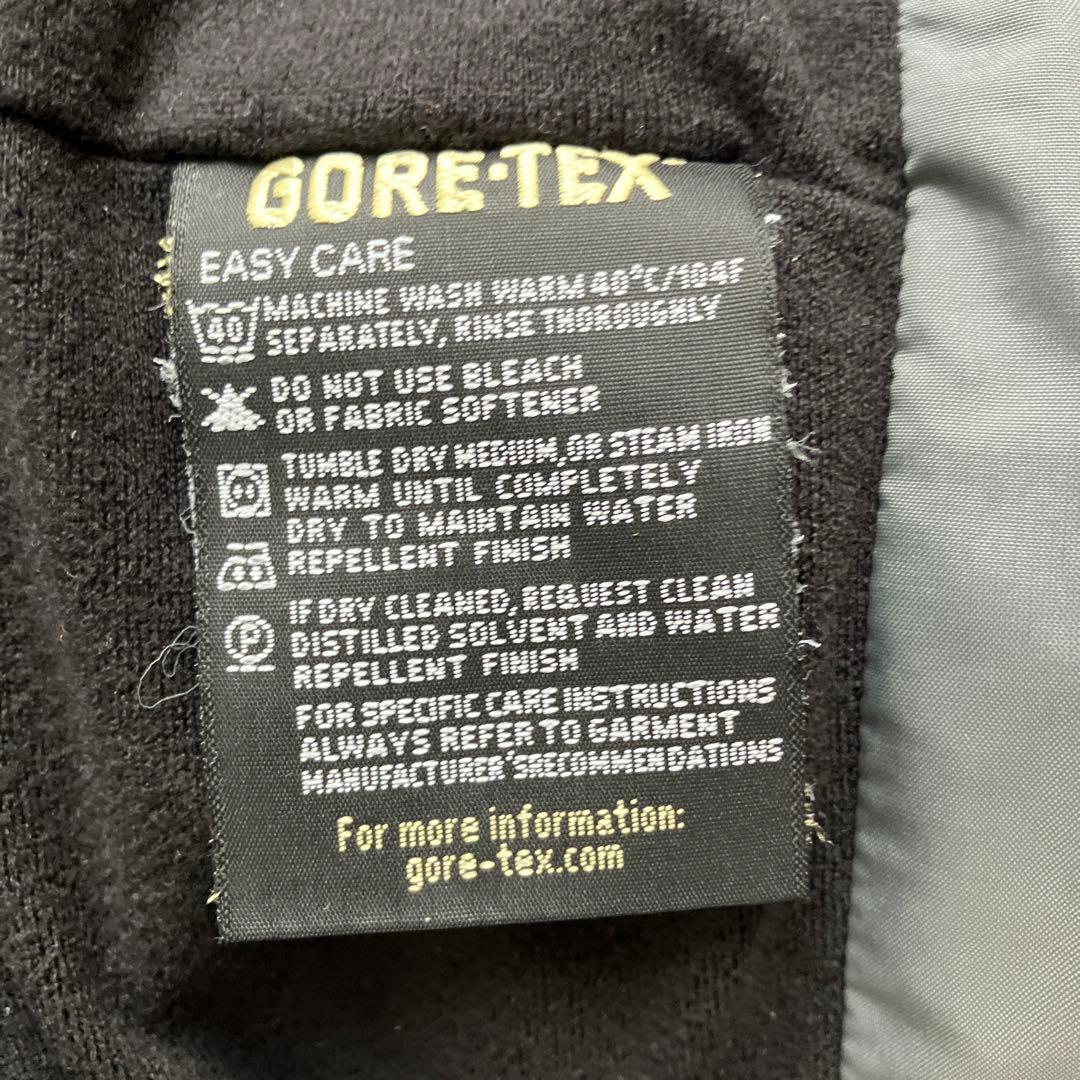 GORE-TEX
EASY CARE
40 MACHINE WASH WARM 40°C/104F
SEPARATELY, RINSE THOROUGHLY
DO NOT USE BLEACH
OR FABRIC SOFTENER
TUMBLE DRY MEDIUM, OR STEAM IRON
WARM UNTIL COMPLETELY
DRY TO MAINTAIN WATER
REPELLENT FINISH
P IF DRY CLEANED, REQUEST CLEAN
DISTILLED SOLVENT AND WATER
REPELLENT FINISH
FOR SPECIFIC CARE INSTRUCTIONS
ALWAYS REFER TO GARMENT
MANUFACTURER'S RECOMMENDATIONS
For more information:
gore-tex.com